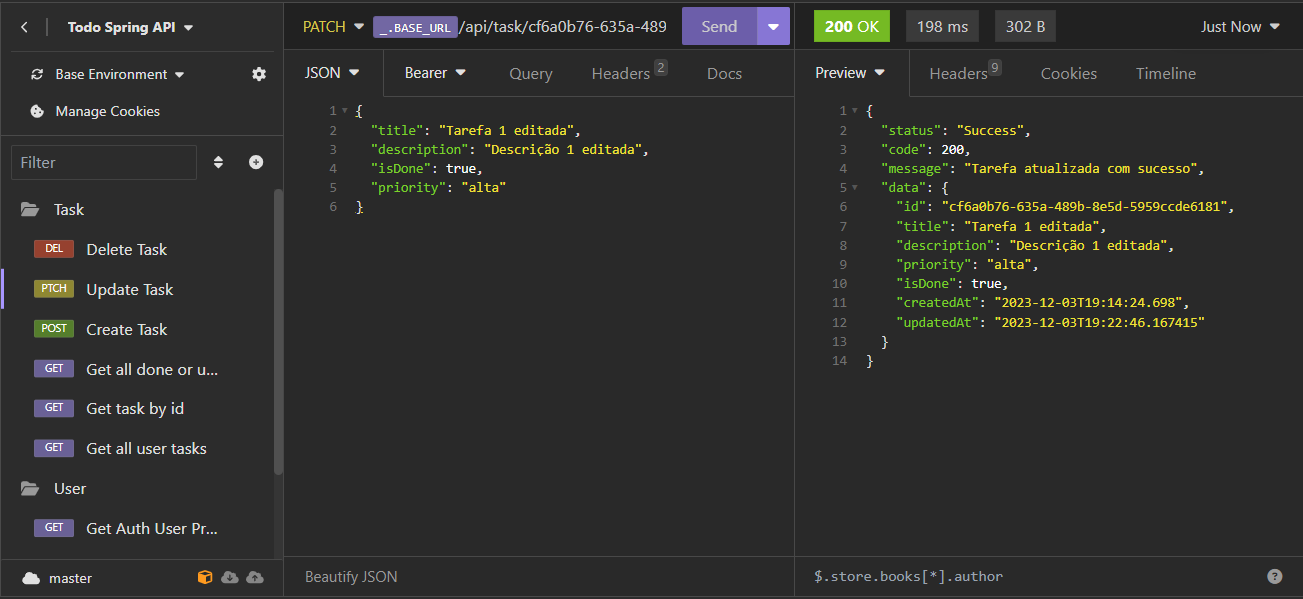 Todo Spring API
Base Environment
Manage Cookies
Filter
Task
DEL Delete Task
PTCH Update Task
POST Create Task
GET Get all done or u...
GET Get task by id
GET Get all user tasks
User
GET Get Auth User Pr...
master
PATCH _.BASE_URL /api/task/cf6a0b76-635a-489 Send
JSON Bearer Query Headers 2 Docs
1 {
2 "title": "Tarefa 1 editada",
3 "description": "Descrição 1 editada",
4 "isDone": true,
5 "priority": "alta"
6 }
Beautify JSON
200 OK 198 ms 302 B Just Now
Preview Headers 9 Cookies Timeline
1 {
2 "status": "Success",
3 "code": 200,
4 "message": "Tarefa atualizada com sucesso",
5 "data": {
6 "id": "cf6a0b76-635a-489b-8e5d-5959ccde6181",
7 "title": "Tarefa 1 editada",
8 "description": "Descrição 1 editada",
9 "priority": "alta",
10 "isDone": true,
11 "createdAt": "2023-12-03T19:14:24.698",
12 "updatedAt": "2023-12-03T19:22:46.167415"
13 }
14 }
$.store.books[*].author ?